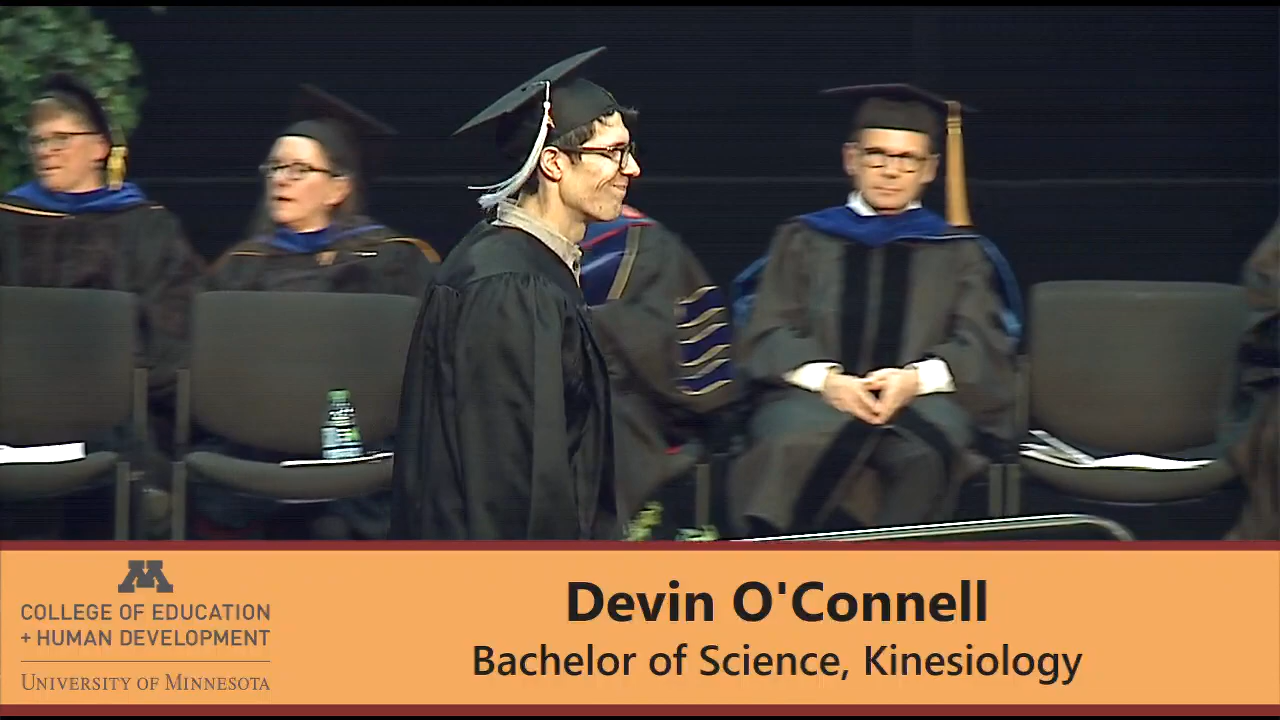 M
COLLEGE OF EDUCATION
+ HUMAN DEVELOPMENT
UNIVERSITY OF MINNESOTA
Devin O'Connell
Bachelor of Science, Kinesiology